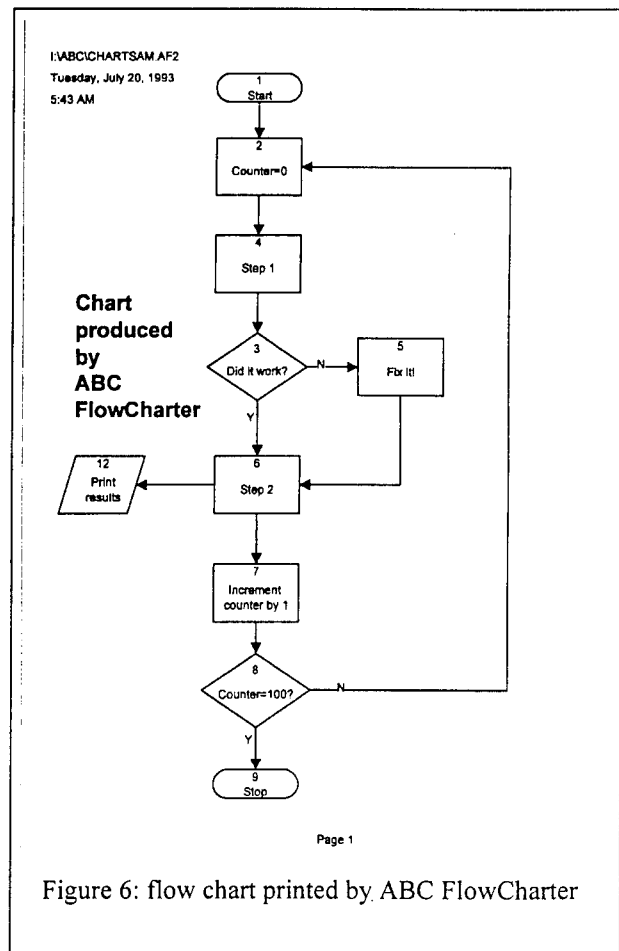 I:\ABC\CHARTSAM.AF2
Tuesday, July 20, 1993
5:43 AM
1
Start
2
Counter=0
4
Step 1
Chart
produced
by
ABC
FlowCharter
3
Did it work?
N
5
Fix It!
Y
12
Print
results
6
Step 2
7
Increment
counter by 1
8
Counter=100?
N
Y
9
Stop
Page 1
Figure 6: flow chart printed by ABC FlowCharter